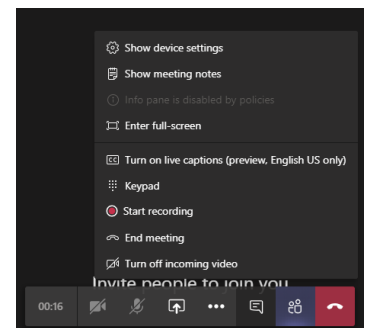 Show device settings
Show meeting notes
Info pane is disabled by policies
Enter full-screen
CC Turn on live captions (preview, English US only)
Keypad
Start recording
End meeting
Turn off incoming video
Invite people to join you
00:16